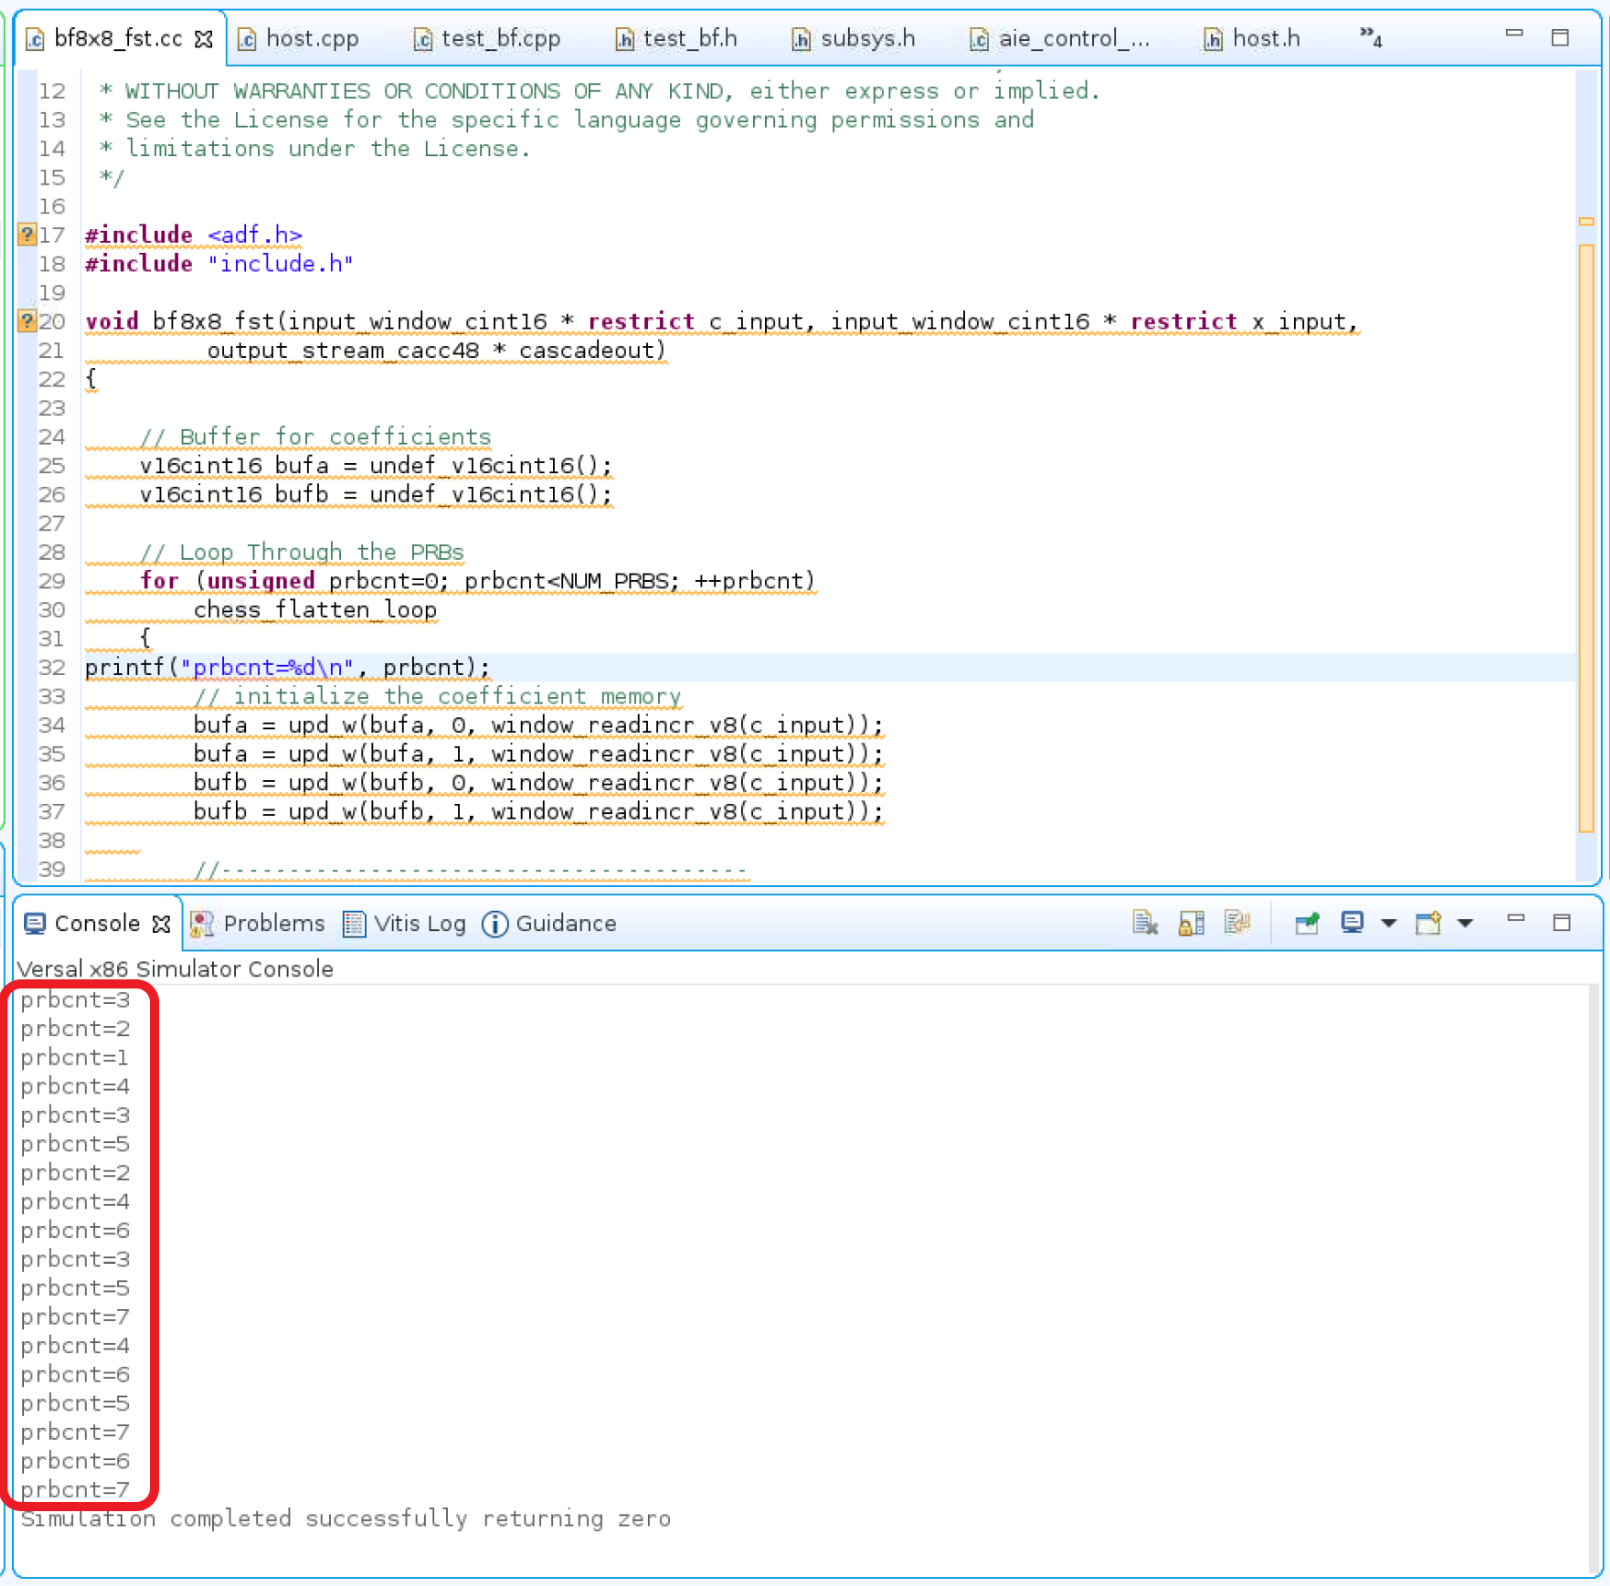 bf8x8_fst.cc host.cpp test_bf.cpp test_bf.h subsys.h aie_control_... host.h »4
12 * WITHOUT WARRANTIES OR CONDITIONS OF ANY KIND, either express or implied.
13 * See the License for the specific language governing permissions and
14 * limitations under the License.
15 */
16
17 #include <adf.h>
18 #include "include.h"
19
20 void bf8x8_fst(input_window_cint16 * restrict c_input, input_window_cint16 * restrict x_input,
21 output_stream_cacc48 * cascadeout)
22 {
23
24 // Buffer for coefficients
25 v16cint16 bufa = undef_v16cint16();
26 v16cint16 bufb = undef_v16cint16();
27
28 // Loop Through the PRBs
29 for (unsigned prbcnt=0; prbcnt<NUM_PRBS; ++prbcnt)
30 chess_flatten_loop
31 {
32 printf("prbcnt=%d\n", prbcnt);
33 // initialize the coefficient memory
34 bufa = upd_w(bufa, 0, window_readincr_v8(c_input));
35 bufa = upd_w(bufa, 1, window_readincr_v8(c_input));
36 bufb = upd_w(bufb, 0, window_readincr_v8(c_input));
37 bufb = upd_w(bufb, 1, window_readincr_v8(c_input));
38
39 //---------------------------------------
Console Problems Vitis Log Guidance
Versal x86 Simulator Console
prbcnt=3
prbcnt=2
prbcnt=1
prbcnt=4
prbcnt=3
prbcnt=5
prbcnt=2
prbcnt=4
prbcnt=6
prbcnt=3
prbcnt=5
prbcnt=7
prbcnt=4
prbcnt=6
prbcnt=5
prbcnt=7
prbcnt=6
prbcnt=7
Simulation completed successfully returning zero